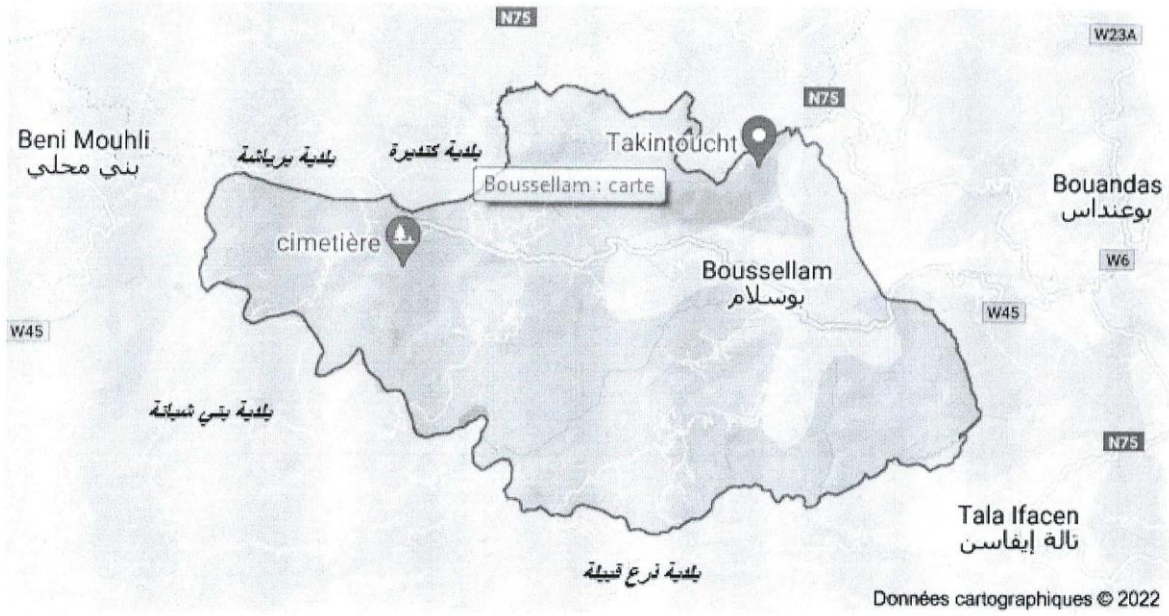 N75
W23A
N75
Beni Mouhli
بني محلي
بلدية برباشة
بلدية كنديرة
Takintoucht
Boussellam : carte
Bouandas
بوعنداس
cimetière
W6
Boussellam
بوسلام
W45
W45
بلدية بني شبانة
N75
Tala Ifacen
تالة إيفاسن
بلدية ذرع قبيلة
Données cartographiques © 2022